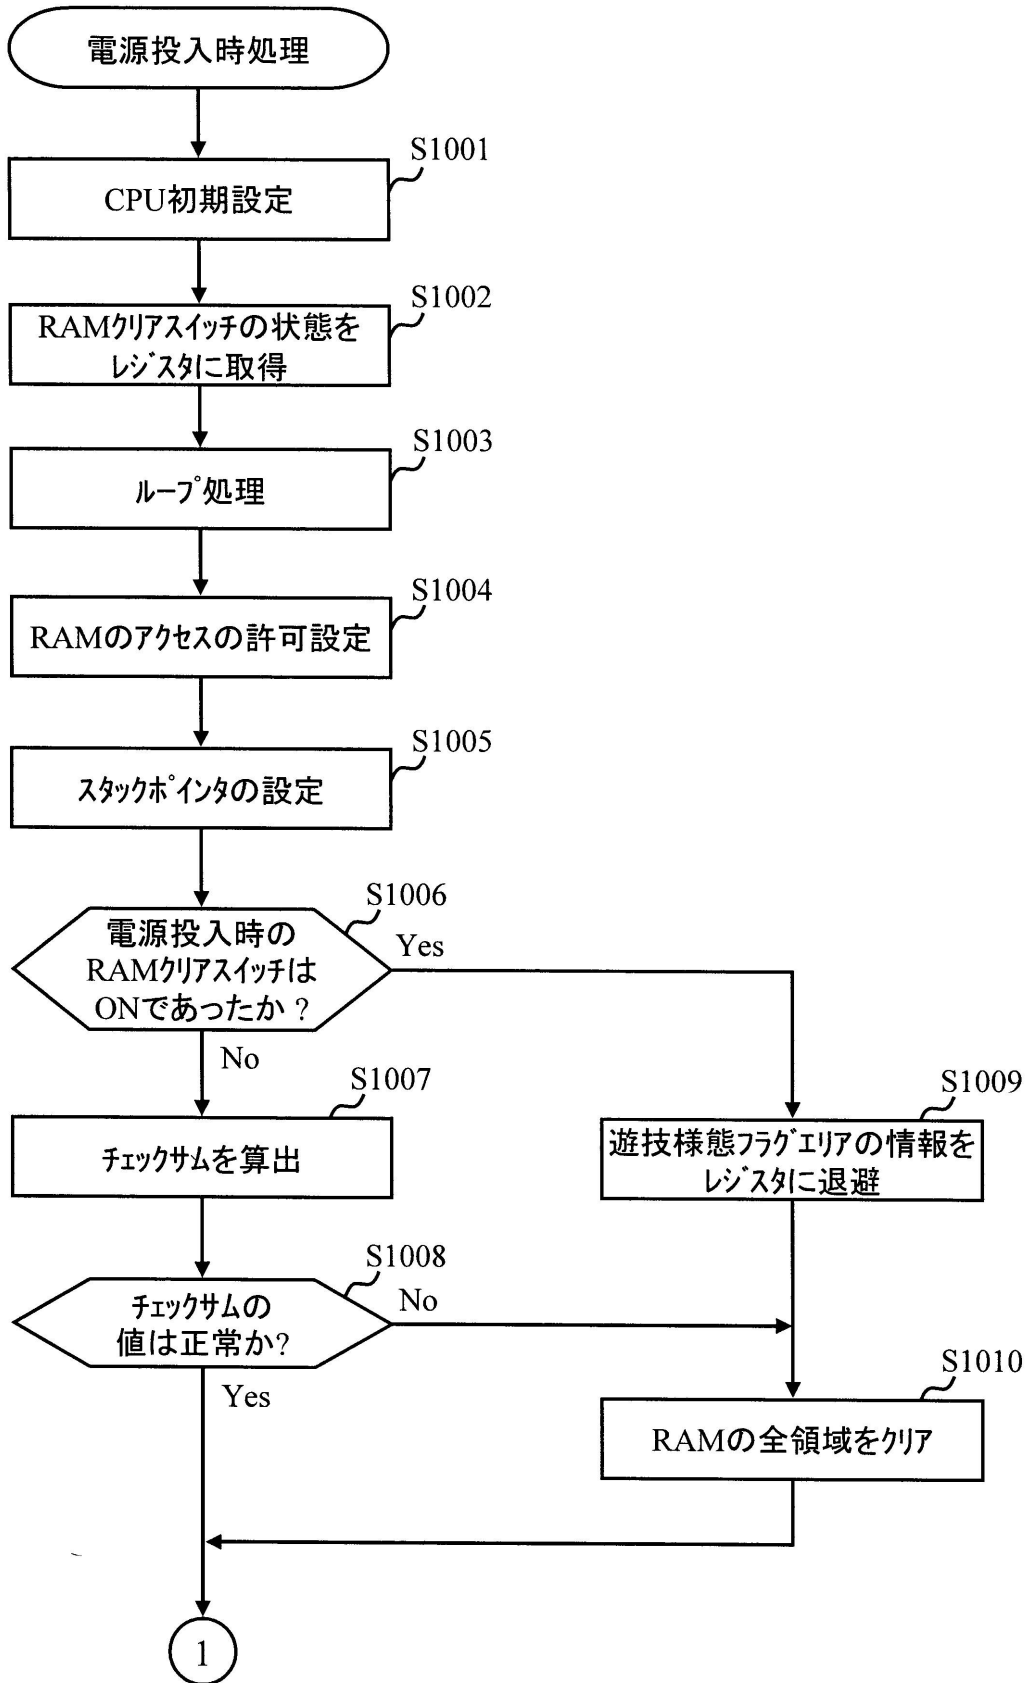 電源投入時処理
S1001
CPU初期設定
S1002
RAMｸﾘｱｽｲｯﾁの状態を
ﾚｼﾞｽﾀに取得
S1003
ﾙｰﾌﾟ処理
S1004
RAMのｱｸｾｽの許可設定
S1005
ｽﾀｯｸﾎﾟｲﾝﾀの設定
S1006
電源投入時の
RAMｸﾘｱｽｲｯﾁは
ONであったか？
Yes
No
S1007
ﾁｪｯｸｻﾑを算出
S1009
遊技様態ﾌﾗｸﾞｴﾘｱの情報を
ﾚｼﾞｽﾀに退避
S1008
ﾁｪｯｸｻﾑの
値は正常か?
No
Yes
S1010
RAMの全領域をｸﾘｱ
1